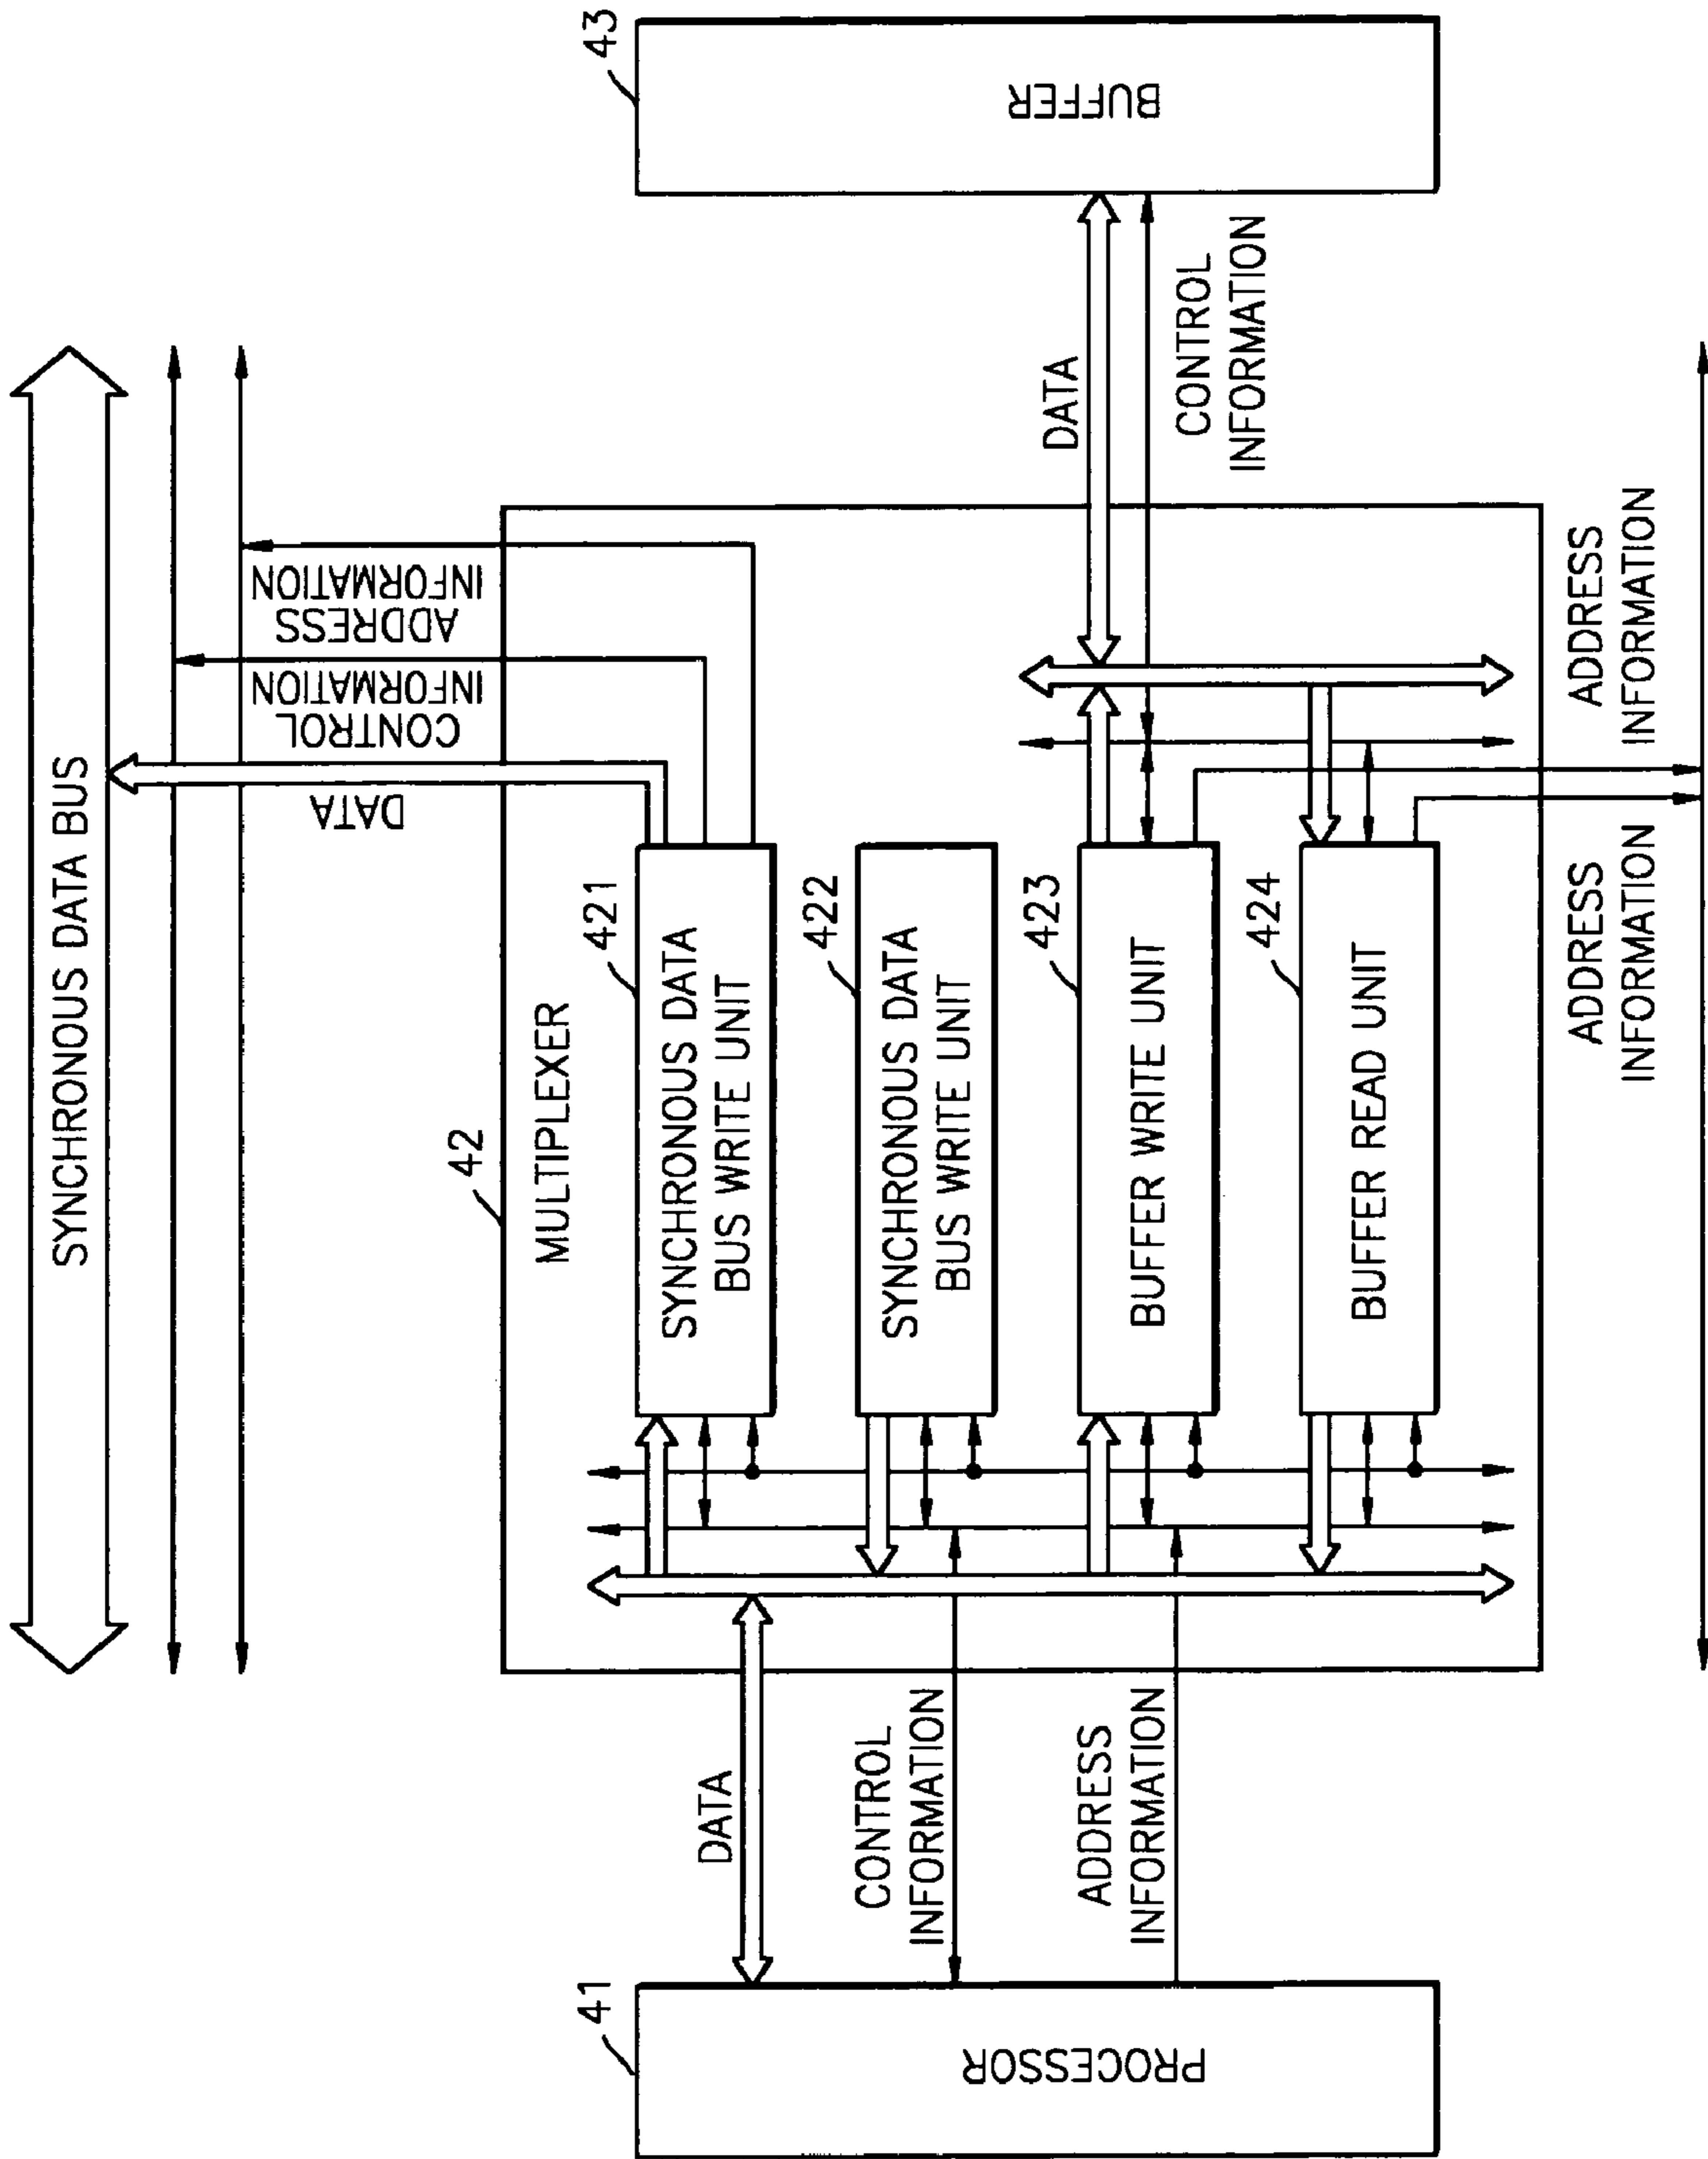 SYNCHRONOUS DATA BUS
DATA
CONTROL
INFORMATION
ADDRESS
INFORMATION
42
MULTIPLEXER
421
SYNCHRONOUS DATA
BUS WRITE UNIT
422
SYNCHRONOUS DATA
BUS WRITE UNIT
423
BUFFER WRITE UNIT
424
BUFFER READ UNIT
41
PROCESSOR
DATA
CONTROL
INFORMATION
ADDRESS
INFORMATION
43
BUFFER
DATA
CONTROL
INFORMATION
ADDRESS
INFORMATION
ADDRESS
INFORMATION